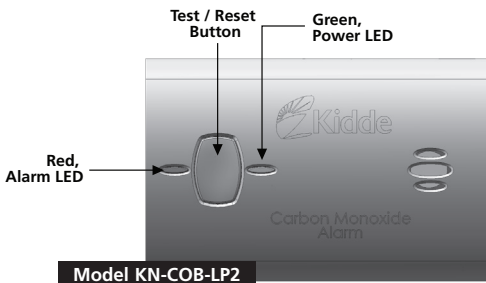 Test / Reset
Button
Green,
Power LED
Kidde
Red,
Alarm LED
Carbon Monoxide
Alarm
Model KN-COB-LP2